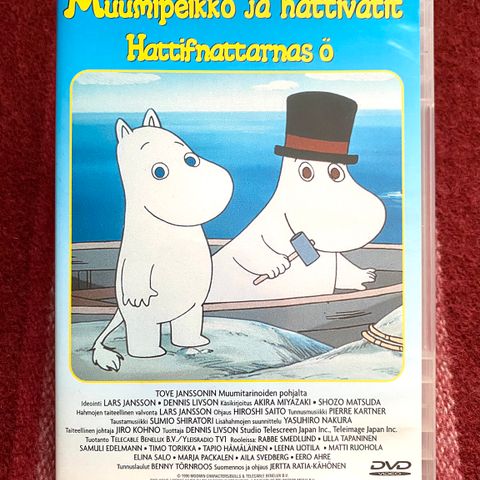 Muumipeikko ja hattivatit
Hattifnattarnas ö
TOVE JANSSONIN Muumitarinoiden pohjalta
Ideointi LARS JANSSON • DENNIS LIVSON Käsikirjoitus AKIRA MIYAZAKI • SHOZO MATSUDA
Hahmojen taiteellinen valvonta LARS JANSSON Ohjaus HIROSHI SAITO Tunnusmusiikki PIERRE KARTNER
Taustamusiikki SUMIO SHIRATORI Lisähahmojen suunnittelu YASUHIRO NAKURA
Taiteellinen johtaja JIRO KOHNO Tuottaja DENNIS LIVSON Studio Telescreen Japan Inc., Teleimage Japan Inc.
Tuotanto TELECABLE BENELUX B.V./YLEISRADIO TV1 Rooleissa: RABBE SMEDLUND • ULLA TAPANINEN
SAMULI EDELMANN • TIMO TORIKKA • TAPIO HÄMÄLÄINEN • LEENA UOTILA • MATTI RUOHOLA
ELINA SALO • MARJA PACKALEN • AILA SVEDBERG • EERO AHRE
Tunnuslaulut BENNY TÖRNROOS Suomennos ja ohjaus JERTTA RATIA-KÄHÖNEN
DVD
VIDEO